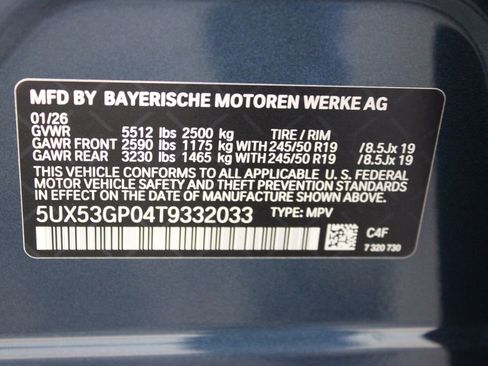 MFD BY BAYERISCHE MOTOREN WERKE AG
01/26
GVWR 5512 lbs 2500 kg TIRE / RIM
GAWR FRONT 2590 lbs 1175 kg WITH 245/50 R19 / 8.5Jx 19
GAWR REAR 3230 lbs 1465 kg WITH 245/50 R19 / 8.5Jx 19
THIS VEHICLE CONFORMS TO ALL APPLICABLE U. S. FEDERAL
MOTOR VEHICLE SAFETY AND THEFT PREVENTION STANDARDS
IN EFFECT ON THE DATE OF MANUFACTURE SHOWN ABOVE.
5UX53GP04T9332033 TYPE: MPV
C4F
7 320 730